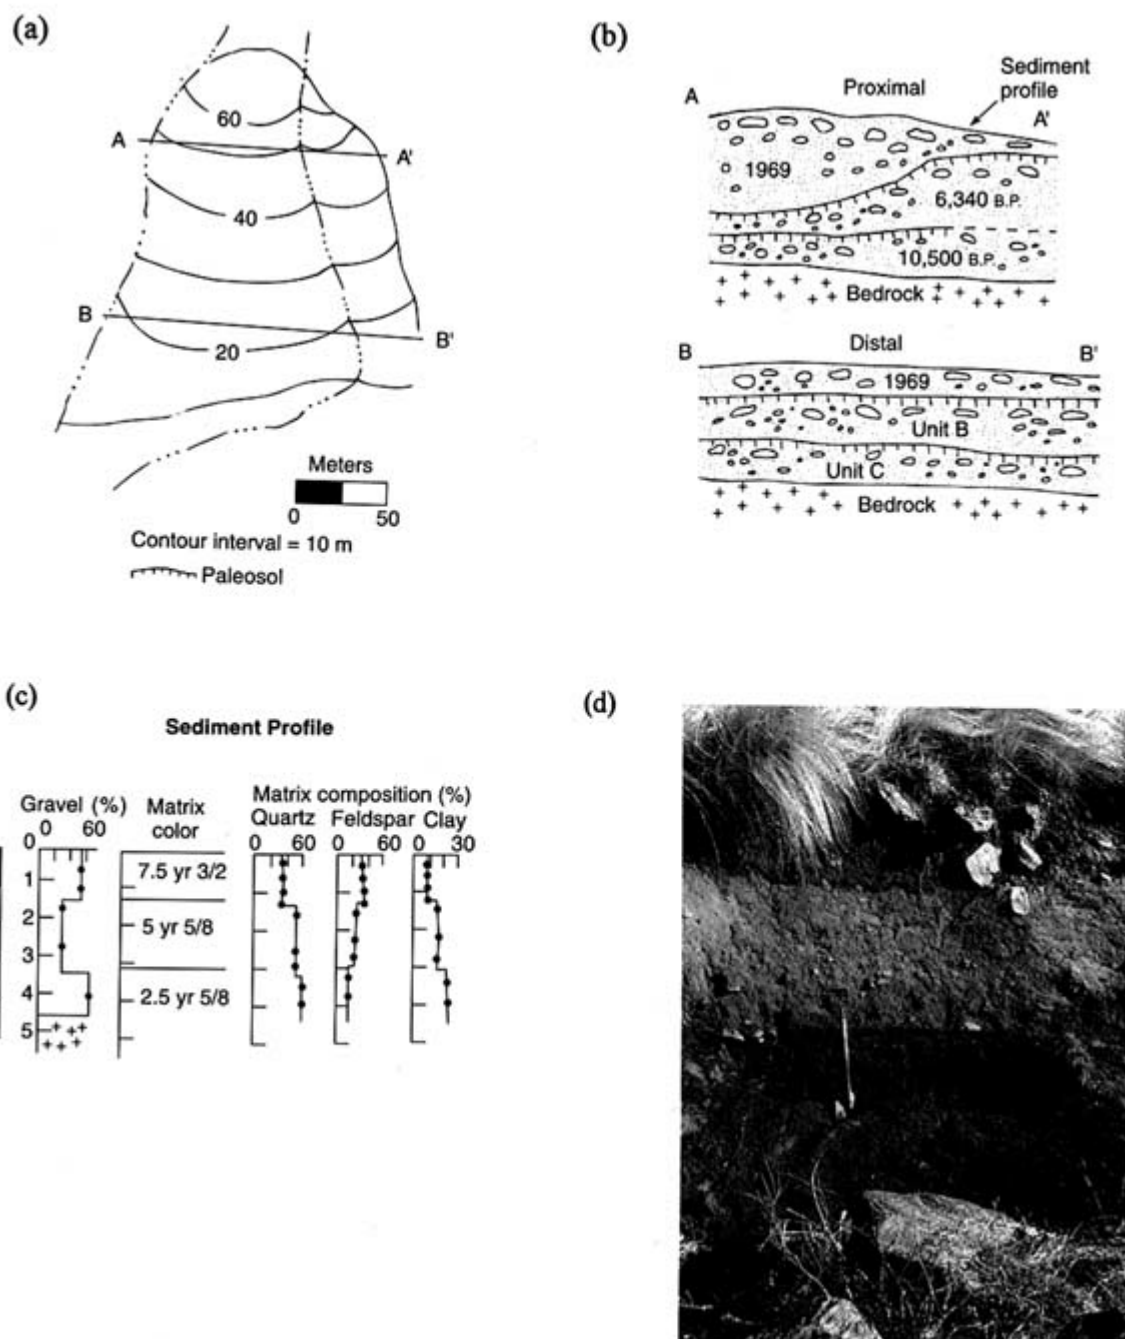 (a)
60
A
A'
40
B
B'
20
Meters
0 50
Contour interval = 10 m
Paleosol
(b)
Sediment
profile
A
Proximal
A'
1969
6,340 B.P.
10,500 B.P.
Bedrock
B
Distal
B'
1969
Unit B
Unit C
Bedrock
(c)
Sediment Profile
Gravel (%)
0 60
Matrix
color
Matrix composition (%)
Quartz Feldspar Clay
0 60 0 60 0 30
0
1
2
3
4
5
7.5 yr 3/2
5 yr 5/8
2.5 yr 5/8
(d)